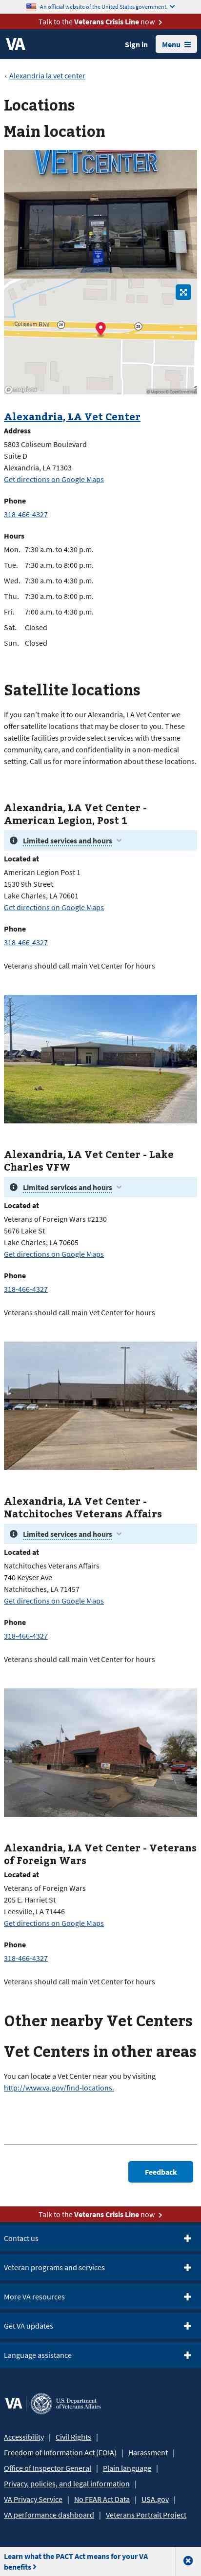 An official website of the United States government.
Talk to the Veterans Crisis Line now
VA
Sign in
Menu
Alexandria la vet center
Locations
Main location
VETCENTER
Coliseum Blvd
28
28
mapbox
Alexandria, LA Vet Center
Address
5803 Coliseum Boulevard
Suite D
Alexandria, LA 71303
Get directions on Google Maps
Phone
318-466-4327
Hours
Mon. 7:30 a.m. to 4:30 p.m.
Tue. 7:30 a.m. to 8:00 p.m.
Wed. 7:30 a.m. to 4:30 p.m.
Thu. 7:30 a.m. to 8:00 p.m.
Fri. 7:00 a.m. to 4:30 p.m.
Sat. Closed
Sun. Closed
Satellite locations
If you can’t make it to our Alexandria, LA Vet Center we
offer satellite locations that may be closer to you. These
satellite facilities provide select services with the same
community, care, and confidentiality in a non-medical
setting. Call us for more information about these locations.
Alexandria, LA Vet Center -
American Legion, Post 1
Limited services and hours
Located at
American Legion Post 1
1530 9th Street
Lake Charles, LA 70601
Get directions on Google Maps
Phone
318-466-4327
Veterans should call main Vet Center for hours
Alexandria, LA Vet Center - Lake
Charles VFW
Limited services and hours
Located at
Veterans of Foreign Wars #2130
5676 Lake St
Lake Charles, LA 70605
Get directions on Google Maps
Phone
318-466-4327
Veterans should call main Vet Center for hours
Alexandria, LA Vet Center -
Natchitoches Veterans Affairs
Limited services and hours
Located at
Natchitoches Veterans Affairs
740 Keyser Ave
Natchitoches, LA 71457
Get directions on Google Maps
Phone
318-466-4327
Veterans should call main Vet Center for hours
Alexandria, LA Vet Center - Veterans
of Foreign Wars
Located at
Veterans of Foreign Wars
205 E. Harriet St
Leesville, LA 71446
Get directions on Google Maps
Phone
318-466-4327
Veterans should call main Vet Center for hours
Other nearby Vet Centers
Vet Centers in other areas
You can locate a Vet Center near you by visiting
http://www.va.gov/find-locations.
Feedback
Talk to the Veterans Crisis Line now
Contact us
Veteran programs and services
More VA resources
Get VA updates
Language assistance
VA
U.S. Department
of Veterans Affairs
Accessibility | Civil Rights |
Freedom of Information Act (FOIA) | Harassment |
Office of Inspector General | Plain language |
Privacy, policies, and legal information |
VA Privacy Service | No FEAR Act Data | USA.gov |
VA performance dashboard | Veterans Portrait Project
Learn what the PACT Act means for your VA
benefits